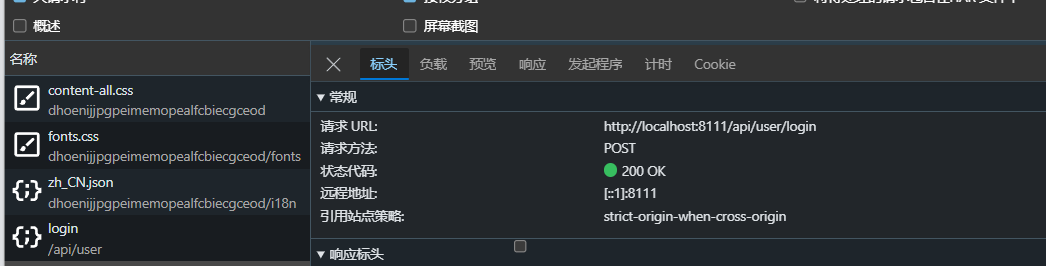 概述
屏幕截图
名称
标头 负载 预览 响应 发起程序 计时 Cookie
content-all.css
dhoenijjpgpeimemopealfcbiecgceod
fonts.css
dhoenijjpgpeimemopealfcbiecgceod/fonts
zh_CN.json
dhoenijjpgpeimemopealfcbiecgceod/i18n
login
/api/user
常规
请求 URL: http://localhost:8111/api/user/login
请求方法: POST
状态代码: 200 OK
远程地址: [::1]:8111
引用站点策略: strict-origin-when-cross-origin
响应标头